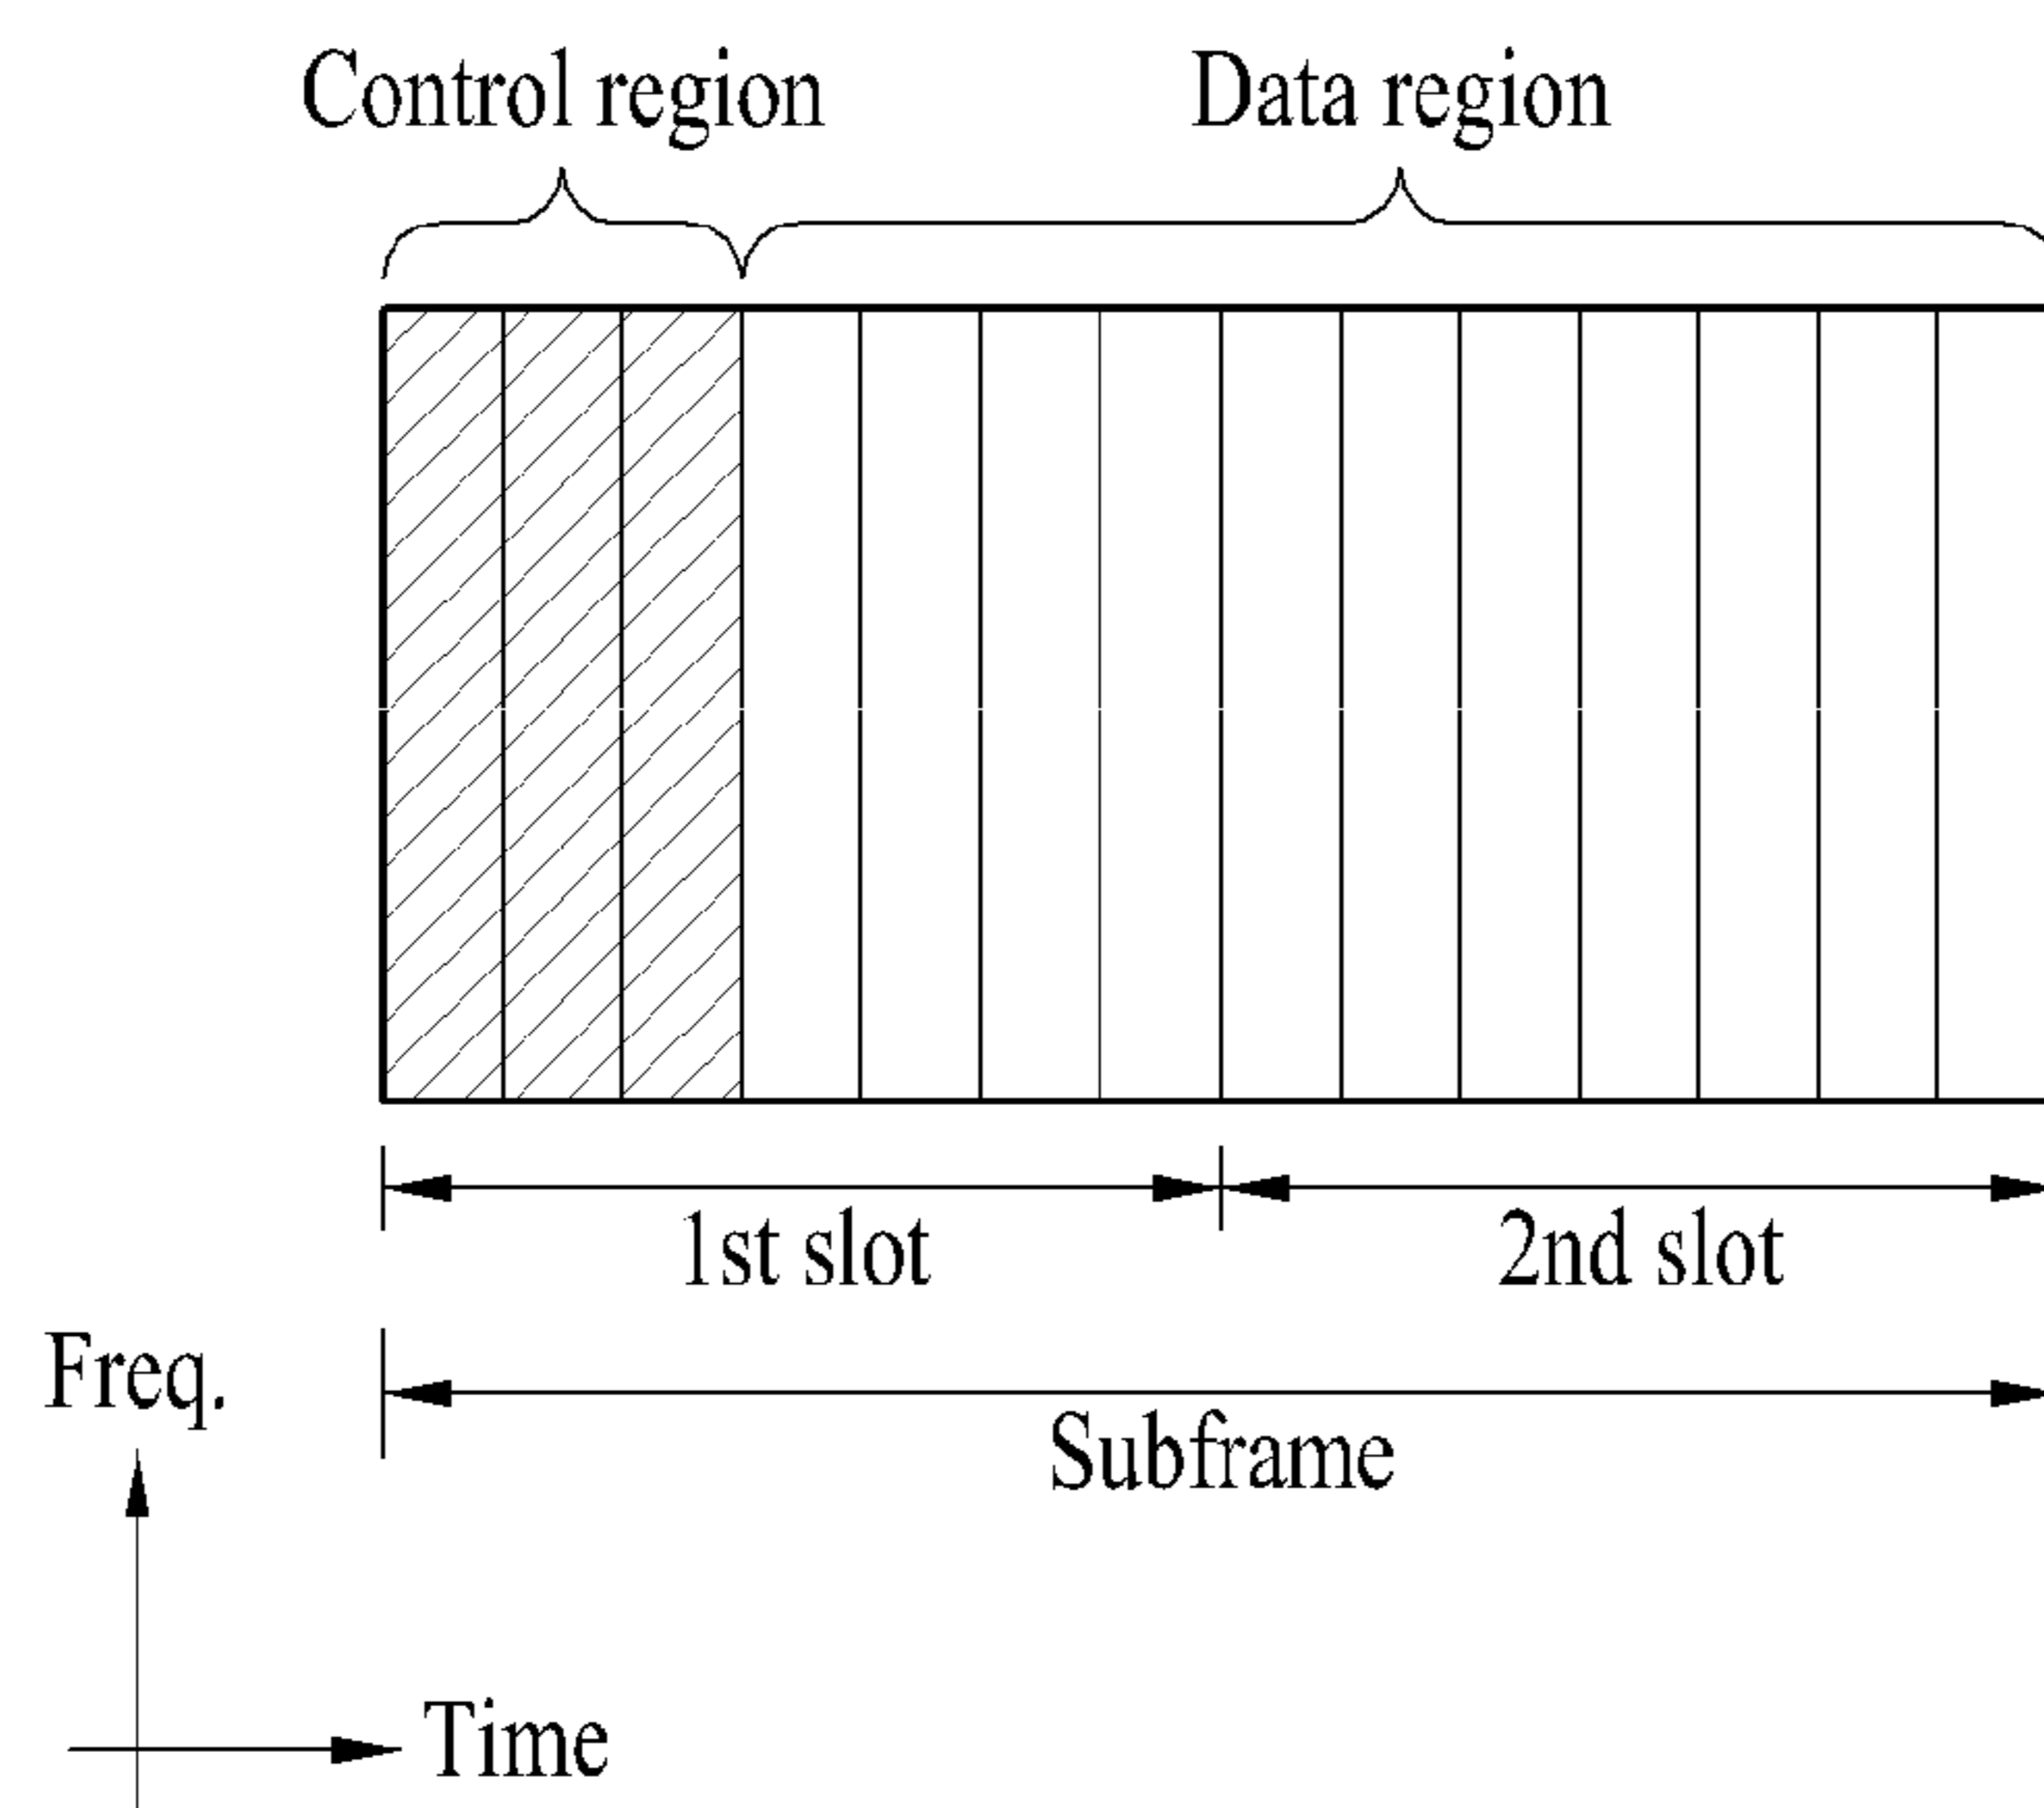 Control region
Data region
1st slot
2nd slot
Subframe
Freq.
Time